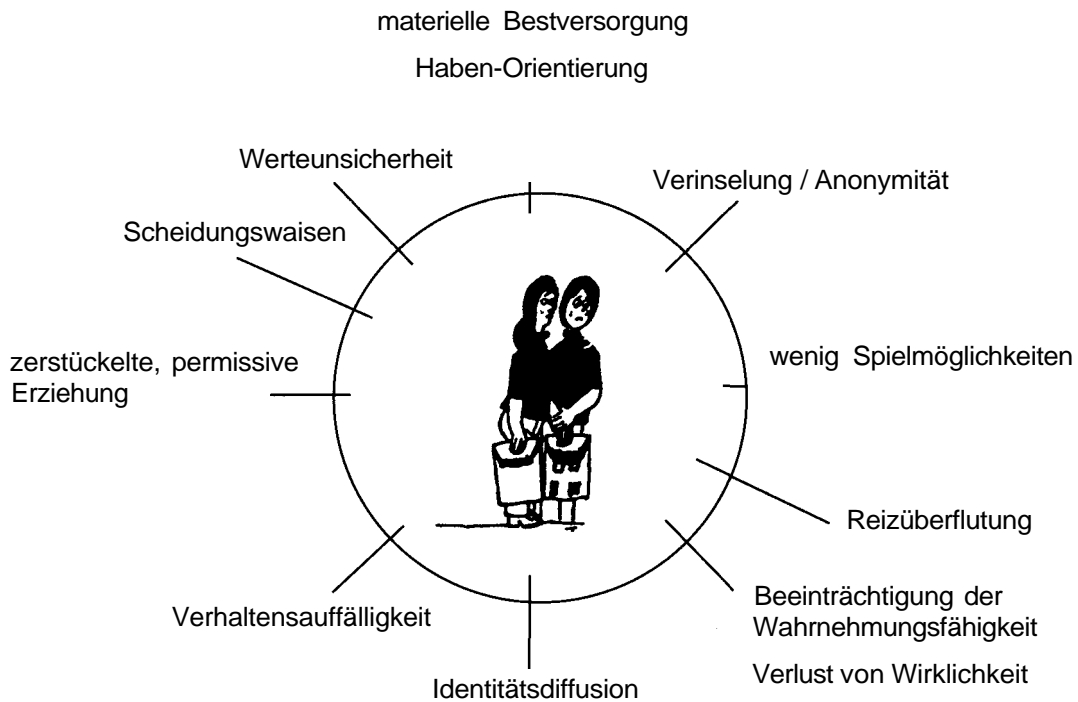 materielle Bestversorgung
Haben-Orientierung
Werteunsicherheit
Verinselung / Anonymität
Scheidungswaisen
zerstückelte, permissive
Erziehung
wenig Spielmöglichkeiten
Reizüberflutung
Verhaltensauffälligkeit
Beeinträchtigung der
Wahrnehmungsfähigkeit
Verlust von Wirklichkeit
Identitätsdiffusion